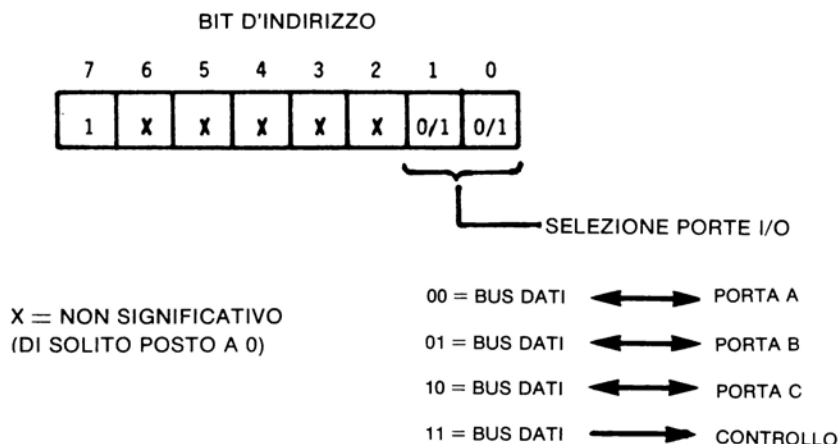 BIT D'INDIRIZZO
7 6 5 4 3 2 1 0
1 X X X X X 0/1 0/1
SELEZIONE PORTE I/O
X = NON SIGNIFICATIVO
(DI SOLITO POSTO A 0)
00 = BUS DATI PORTA A
01 = BUS DATI PORTA B
10 = BUS DATI PORTA C
11 = BUS DATI CONTROLLO